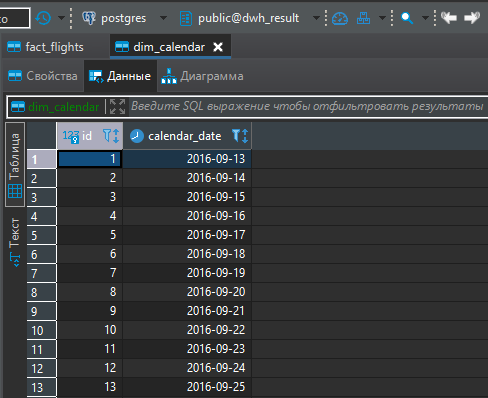 со
postgres
public@dwh_result
fact_flights
dim_calendar
Свойства
Данные
Диаграмма
dim_calendar
Введите SQL выражение чтобы отфильтровать результаты
Таблица
Текст
123 id calendar_date
1 1 2016-09-13
2 2 2016-09-14
3 3 2016-09-15
4 4 2016-09-16
5 5 2016-09-17
6 6 2016-09-18
7 7 2016-09-19
8 8 2016-09-20
9 9 2016-09-21
10 10 2016-09-22
11 11 2016-09-23
12 12 2016-09-24
13 13 2016-09-25